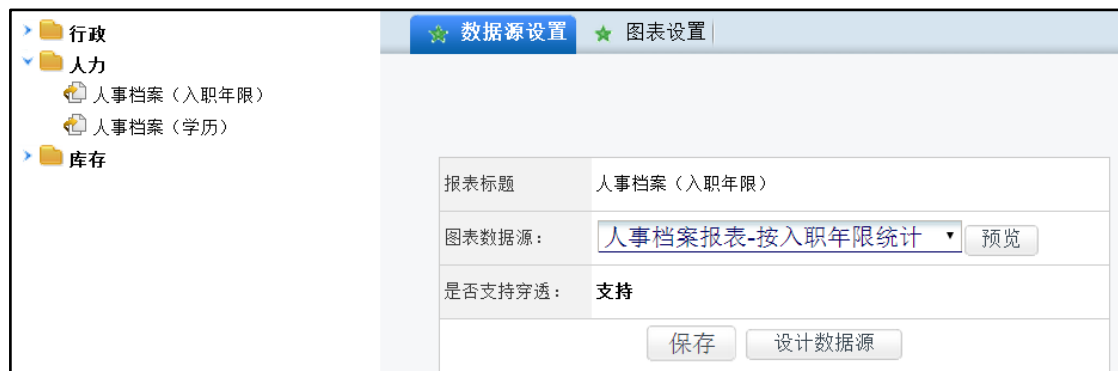 行政
人力
人事档案（入职年限）
人事档案（学历）
库存
数据源设置 图表设置
报表标题 人事档案（入职年限）
图表数据源： 人事档案报表-按入职年限统计 预览
是否支持穿透： 支持
保存 设计数据源